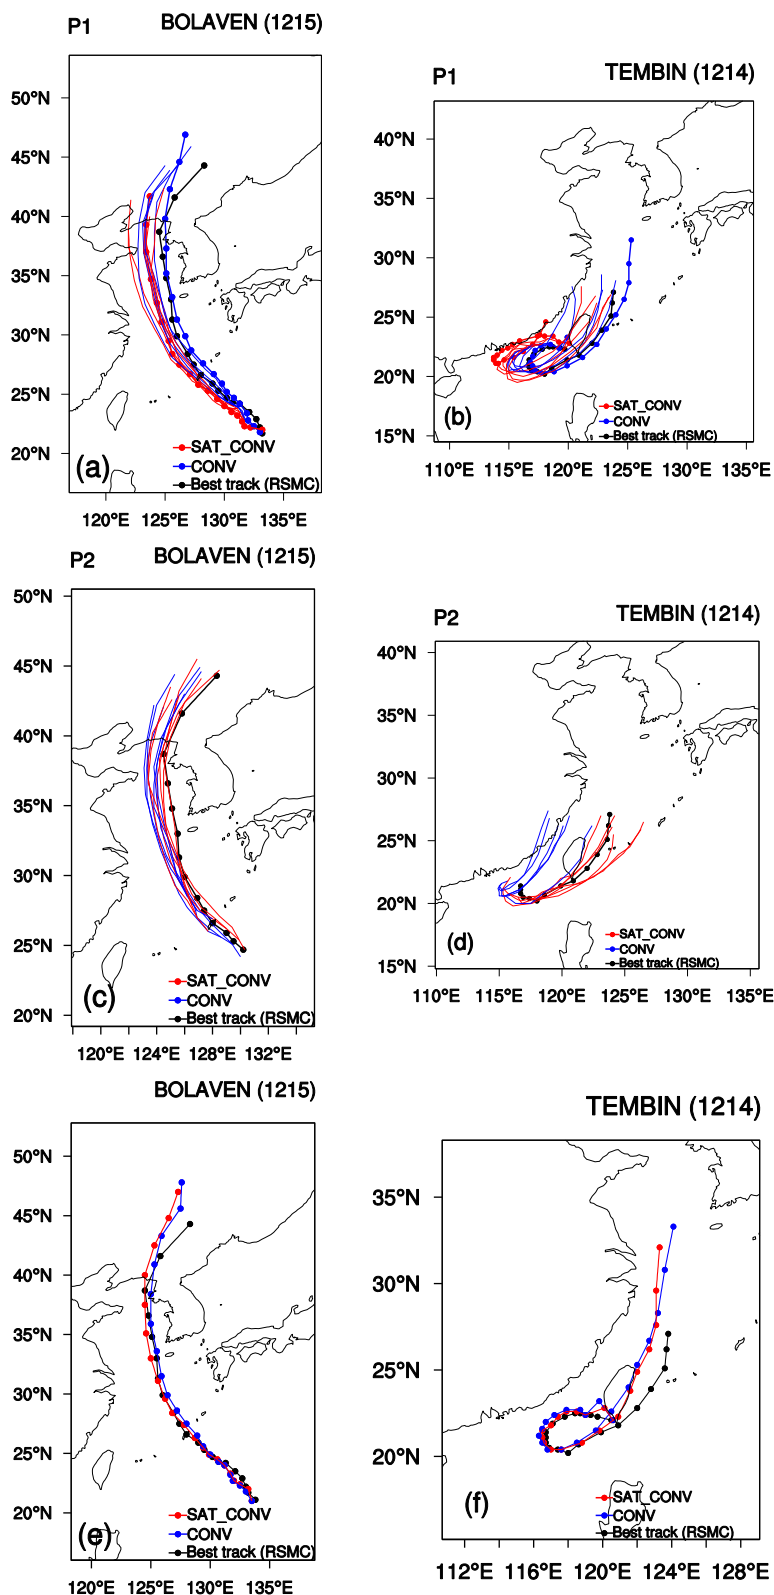 P1 BOLAVEN (1215)
50°N
45°N
40°N
35°N
30°N
25°N
20°N
(a)
SAT_CONV
CONV
Best track (RSMC)
120°E 125°E 130°E 135°E
P1 TEMBIN (1214)
40°N
35°N
30°N
25°N
20°N
15°N
(b)
SAT_CONV
CONV
Best track (RSMC)
110°E 115°E 120°E 125°E 130°E 135°E
P2 BOLAVEN (1215)
50°N
45°N
40°N
35°N
30°N
25°N
20°N
(c)
SAT_CONV
CONV
Best track (RSMC)
120°E 124°E 128°E 132°E
P2 TEMBIN (1214)
40°N
35°N
30°N
25°N
20°N
15°N
(d)
SAT_CONV
CONV
Best track (RSMC)
110°E 115°E 120°E 125°E 130°E 135°E
BOLAVEN (1215)
50°N
45°N
40°N
35°N
30°N
25°N
20°N
(e)
SAT_CONV
CONV
Best track (RSMC)
120°E 125°E 130°E 135°E
TEMBIN (1214)
35°N
30°N
25°N
20°N
(f)
SAT_CONV
CONV
Best track (RSMC)
112°E 116°E 120°E 124°E 128°E